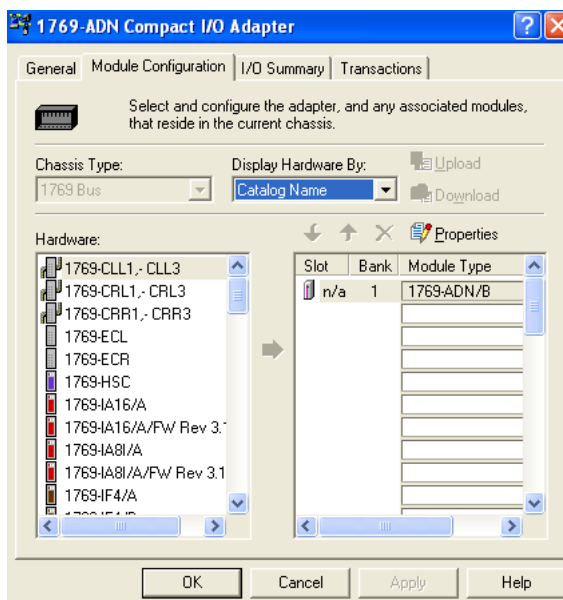 1769-ADN Compact I/O Adapter
General Module Configuration I/O Summary Transactions
Select and configure the adapter, and any associated modules,
that reside in the current chassis.
Chassis Type: Display Hardware By: Upload
1769 Bus Catalog Name Download
Hardware: Properties
Slot Bank Module Type
n/a 1 1769-ADN/B
1769-CLL1,- CLL3
1769-CRL1,- CRL3
1769-CRR1,- CRR3
1769-ECL
1769-ECR
1769-HSC
1769-IA16/A
1769-IA16/A/FW Rev 3.
1769-IA8I/A
1769-IA8I/A/FW Rev 3.1
1769-IF4/A
OK Cancel Apply Help